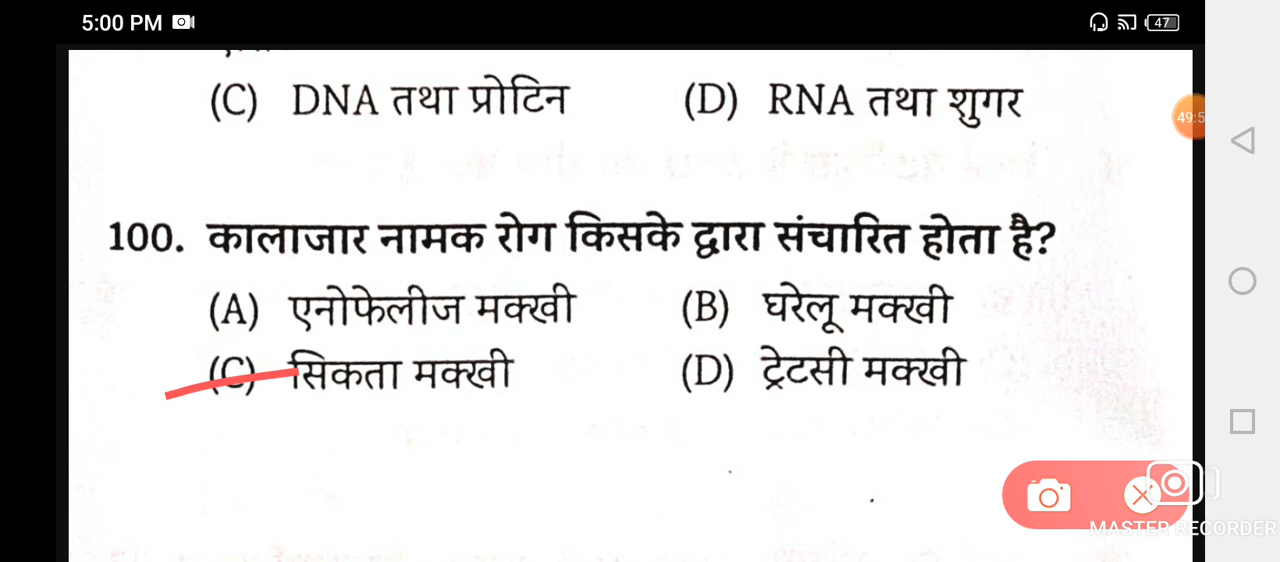 5:00 PM
47
(C) DNA तथा प्रोटिन (D) RNA तथा शुगर
49:5
100. कालाजार नामक रोग किसके द्वारा संचारित होता है?
(A) एनोफेलीज मक्खी (B) घरेलू मक्खी
(C) सिकता मक्खी (D) ट्रेटसी मक्खी
MASTER RECORDER